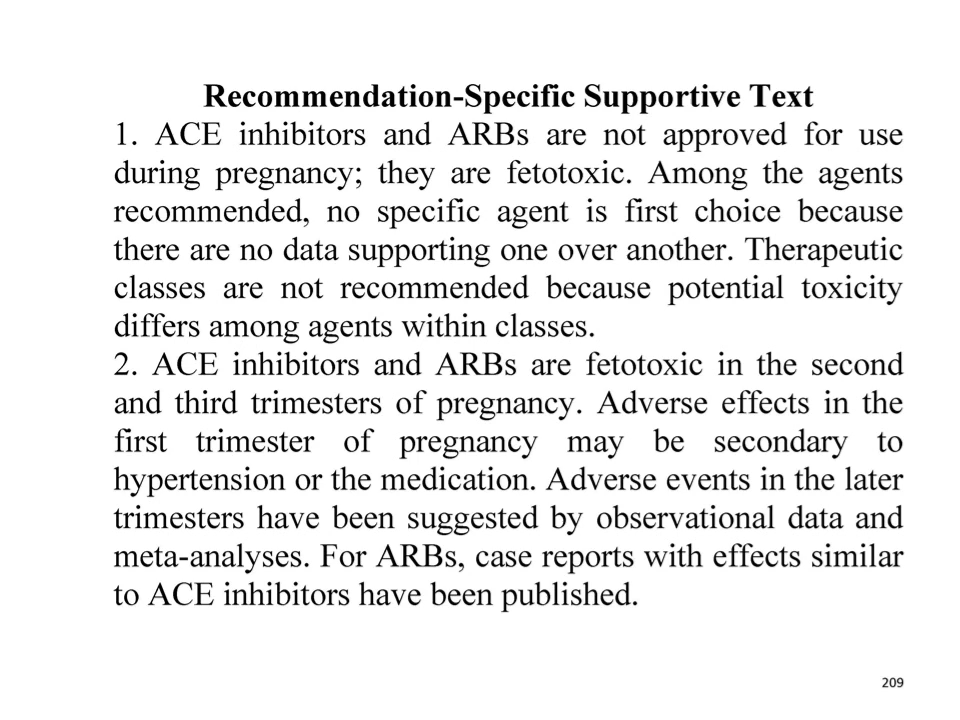 Recommendation-Specific Supportive Text
1. ACE inhibitors and ARBs are not approved for use
during pregnancy; they are fetotoxic. Among the agents
recommended, no specific agent is first choice because
there are no data supporting one over another. Therapeutic
classes are not recommended because potential toxicity
differs among agents within classes.
2. ACE inhibitors and ARBs are fetotoxic in the second
and third trimesters of pregnancy. Adverse effects in the
first trimester of pregnancy may be secondary to
hypertension or the medication. Adverse events in the later
trimesters have been suggested by observational data and
meta-analyses. For ARBs, case reports with effects similar
to ACE inhibitors have been published.
209